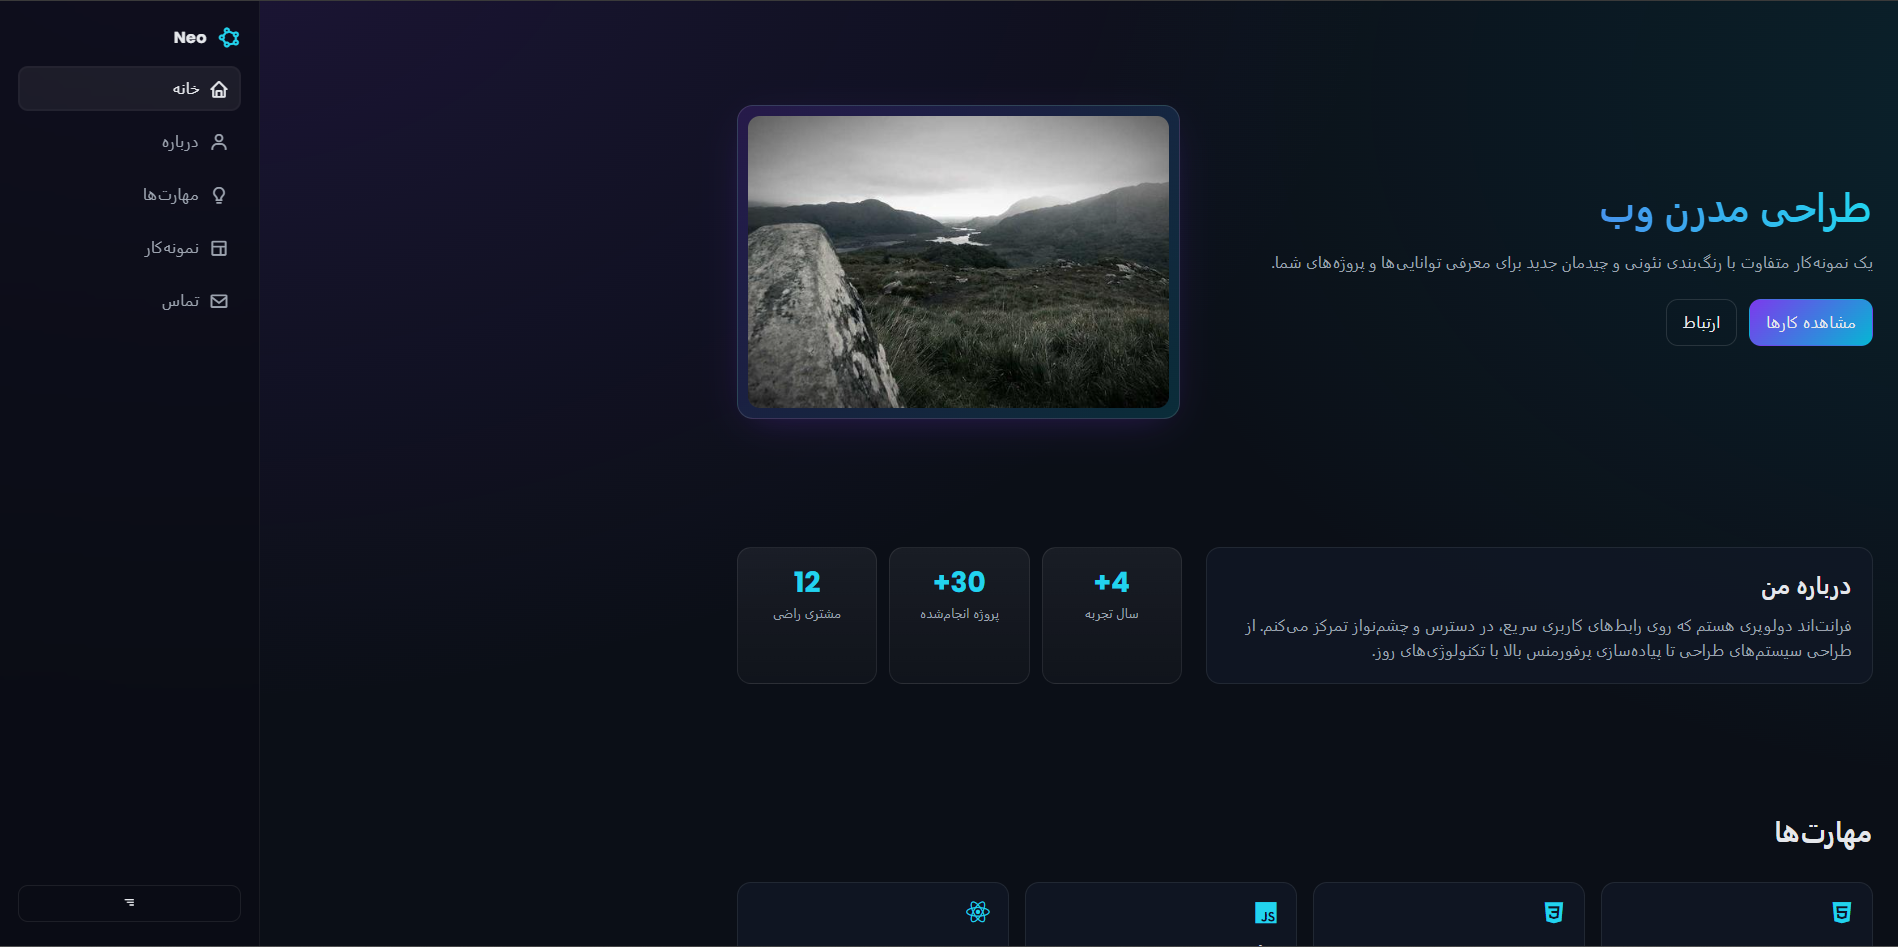 Neo
خانه
درباره
مهارت‌ها
نمونه‌کار
تماس
طراحی مدرن وب
یک نمونه‌کار متفاوت با رنگ‌بندی نئونی و چیدمان جدید برای معرفی توانایی‌ها و پروژه‌های شما.
مشاهده کارها
ارتباط
درباره من
فرانت‌اند دولوپری هستم که روی رابط‌های کاربری سریع، در دسترس و چشم‌نواز تمرکز می‌کنم. از
طراحی سیستم‌های طراحی تا پیاده‌سازی پرفورمنس بالا با تکنولوژی‌های روز.
+4
سال تجربه
+30
پروژه انجام‌شده
12
مشتری راضی
مهارت‌ها
JS